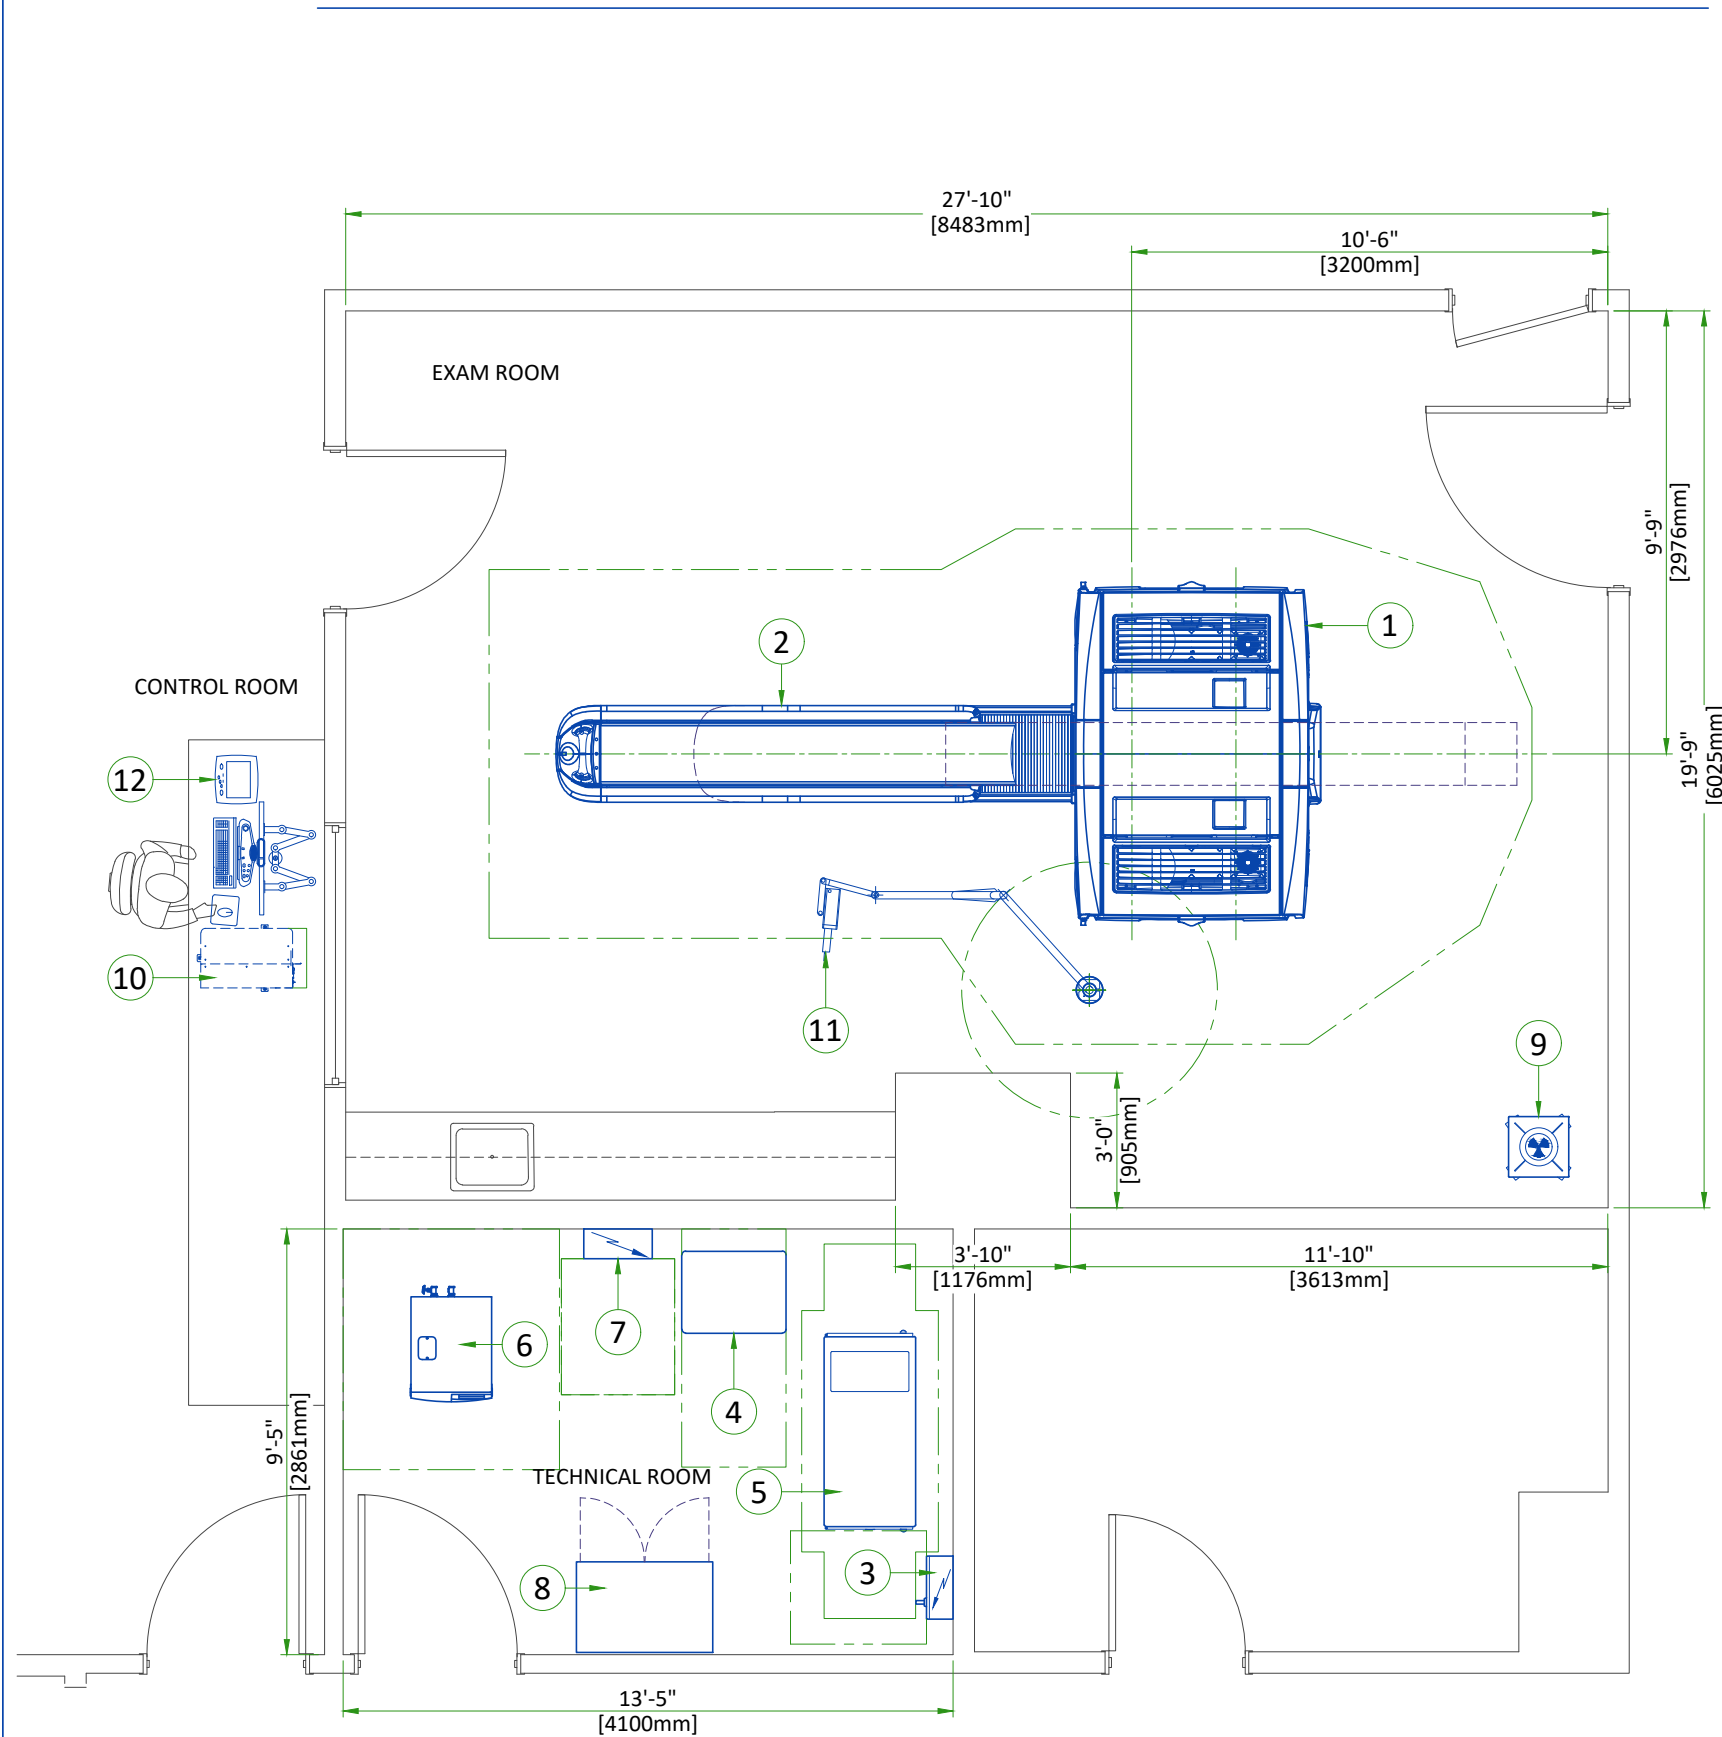 27'-10"
[8483mm]
10'-6"
[3200mm]
EXAM ROOM
9'-9"
[2976mm]
1
2
CONTROL ROOM
19'-9"
[6025mm]
12
10
11
9
3'-0"
[905mm]
3'-10"
[1176mm]
11'-10"
[3613mm]
6
7
4
9'-5"
[2861mm]
TECHNICAL ROOM
5
3
8
13'-5"
[4100mm]